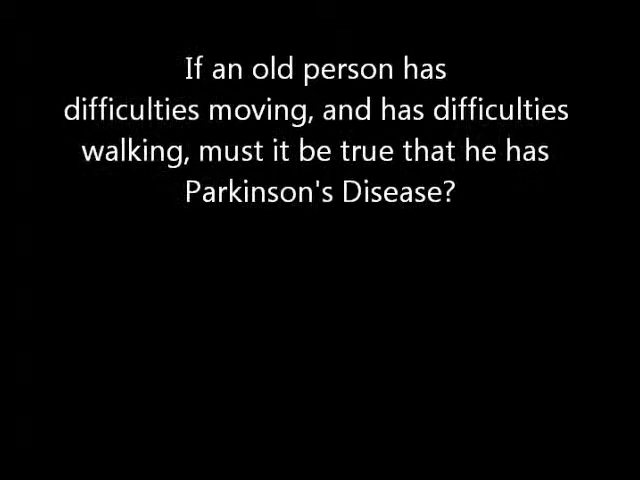 If an old person has
difficulties moving, and has difficulties
walking, must it be true that he has
Parkinson's Disease?